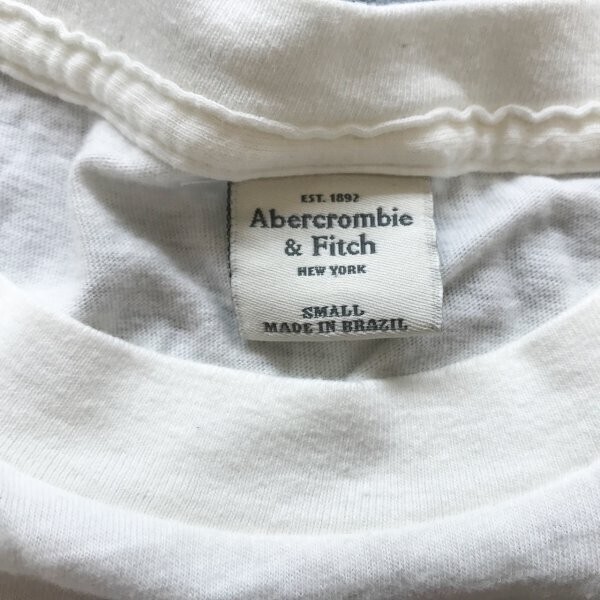 EST. 1892
Abercrombie
& Fitch
NEW YORK
SMALL
MADE IN BRAZIL